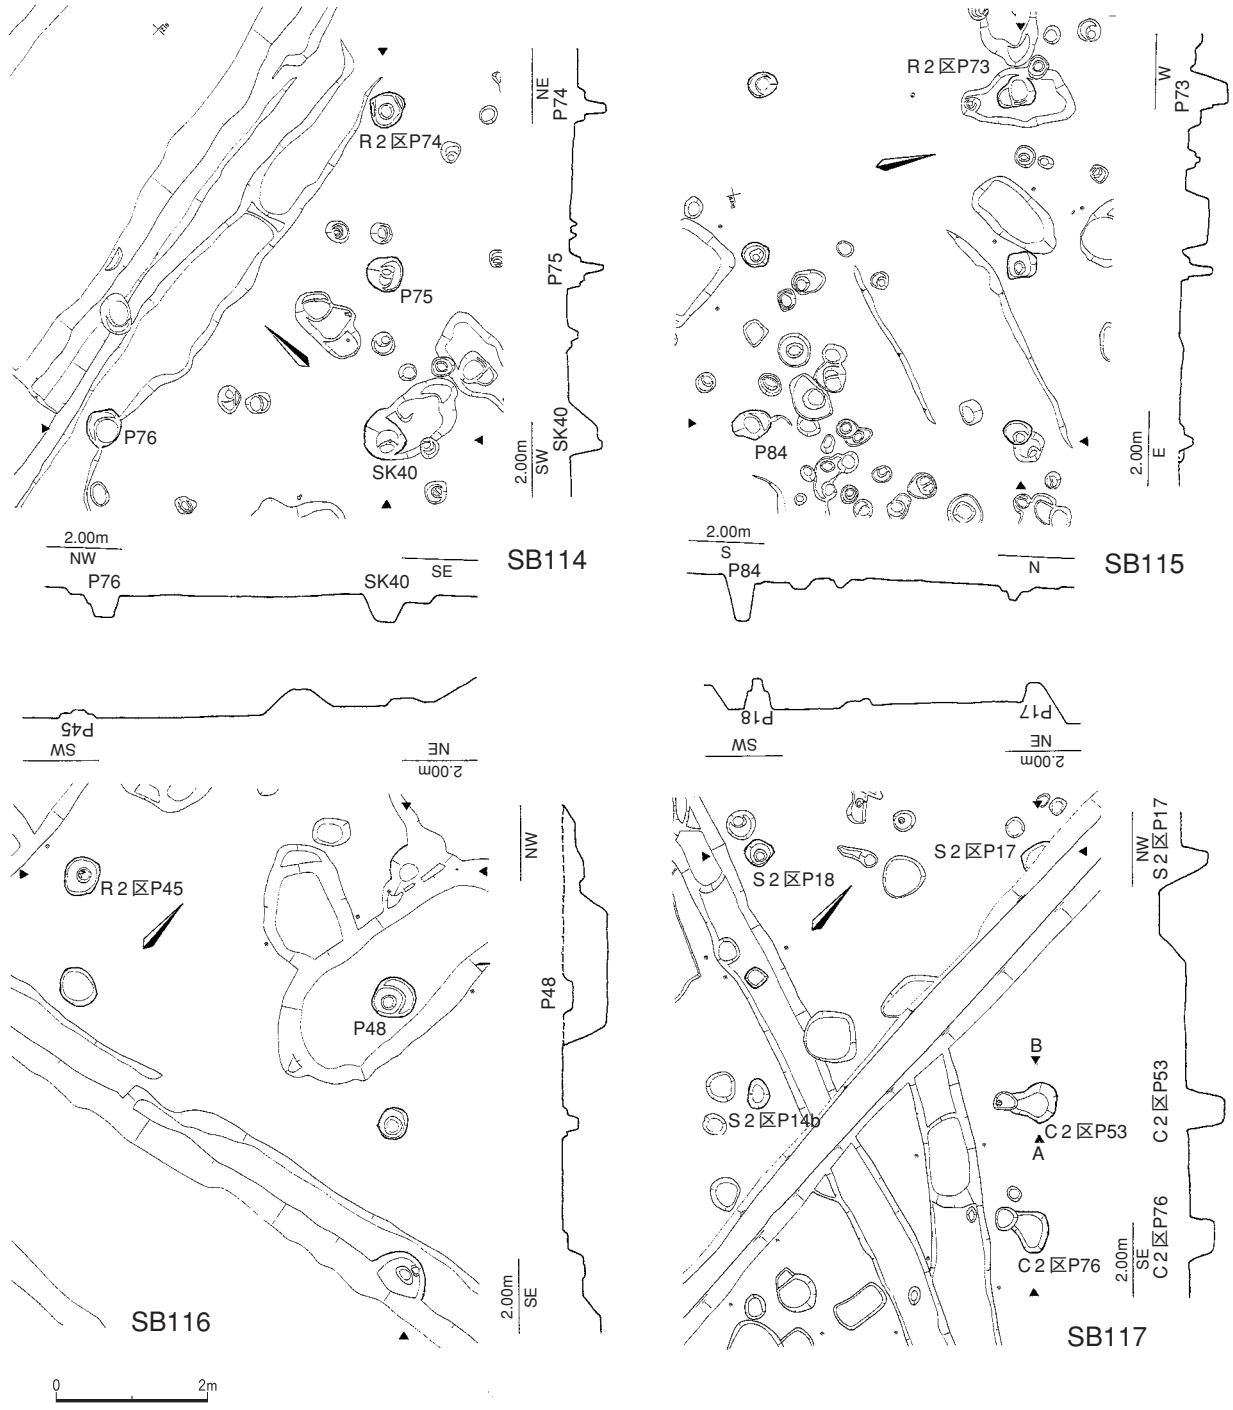 NE
P74
R2区P74
P75
P75
P76
SK40
SK40
2.00m
SW
2.00m
NW
P76
SK40
SE
SB114
W
P73
R2区P73
P84
2.00m
E
2.00m
S
P84
N
SB115
P45
SW
NE
2.00m
R2区P45
NW
P48
P48
2.00m
SE
SB116
P18
P17
SW
NE
2.00m
S2区P17
S2区P18
NW
S2区P17
B
S2区P14b
C2区P53
A
C2区P53
C2区P76
2.00m
SE
C2区P76
SB117
0 2m